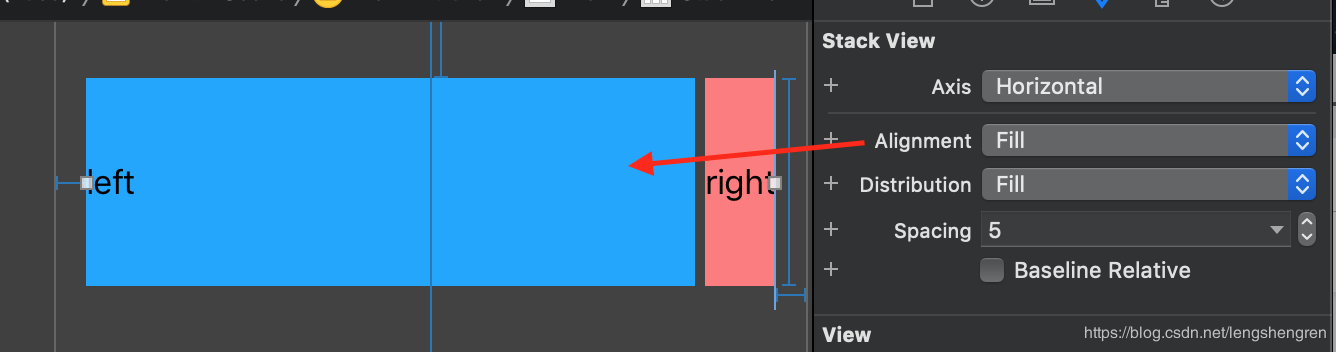 Stack View
Axis Horizontal
Alignment Fill
Distribution Fill
Spacing 5
Baseline Relative
View
left
right
https://blog.csdn.net/lengshengren